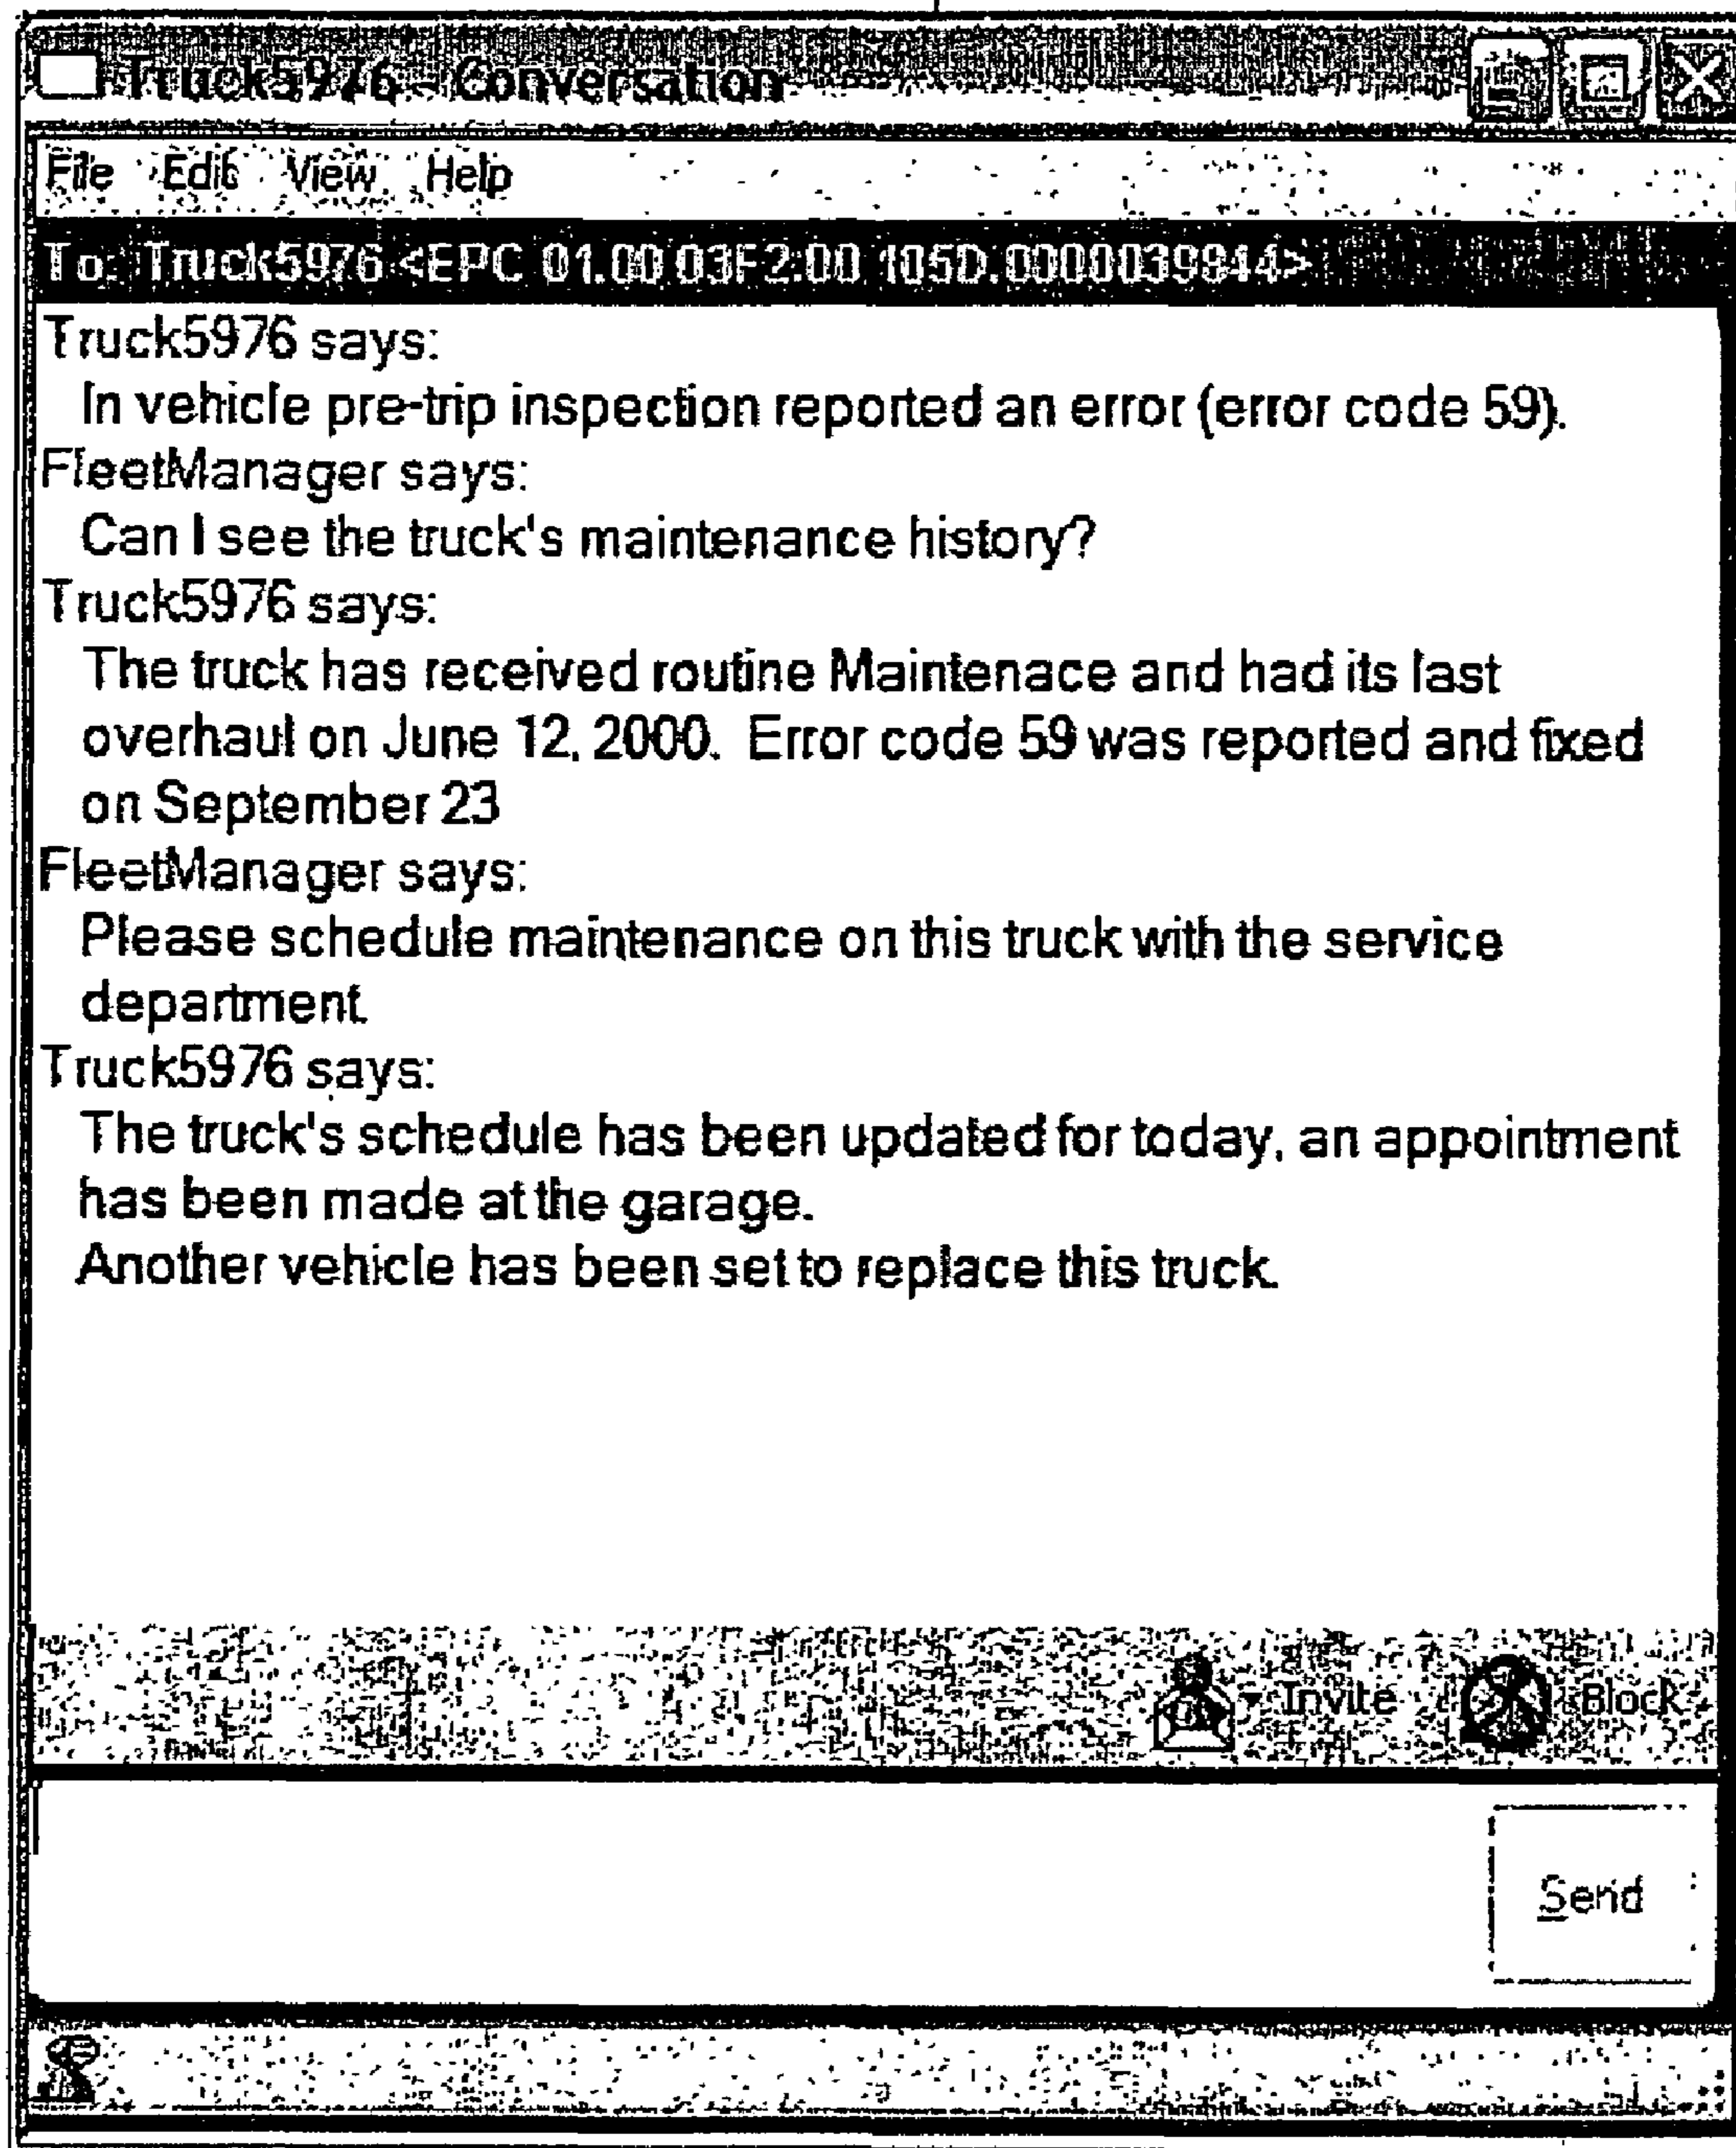 Truck5976 - Conversation
File Edit View Help
To: Truck5976 <EPC 01.00 03F2.00 105D.0000039944>
Truck5976 says:
In vehicle pre-trip inspection reported an error (error code 59).
FleetManager says:
Can I see the truck's maintenance history?
Truck5976 says:
The truck has received routine Maintenace and had its last
overhaul on June 12, 2000. Error code 59 was reported and fixed
on September 23
FleetManager says:
Please schedule maintenance on this truck with the service
department
Truck5976 says:
The truck's schedule has been updated for today, an appointment
has been made at the garage.
Another vehicle has been set to replace this truck.
Invite Block
Send